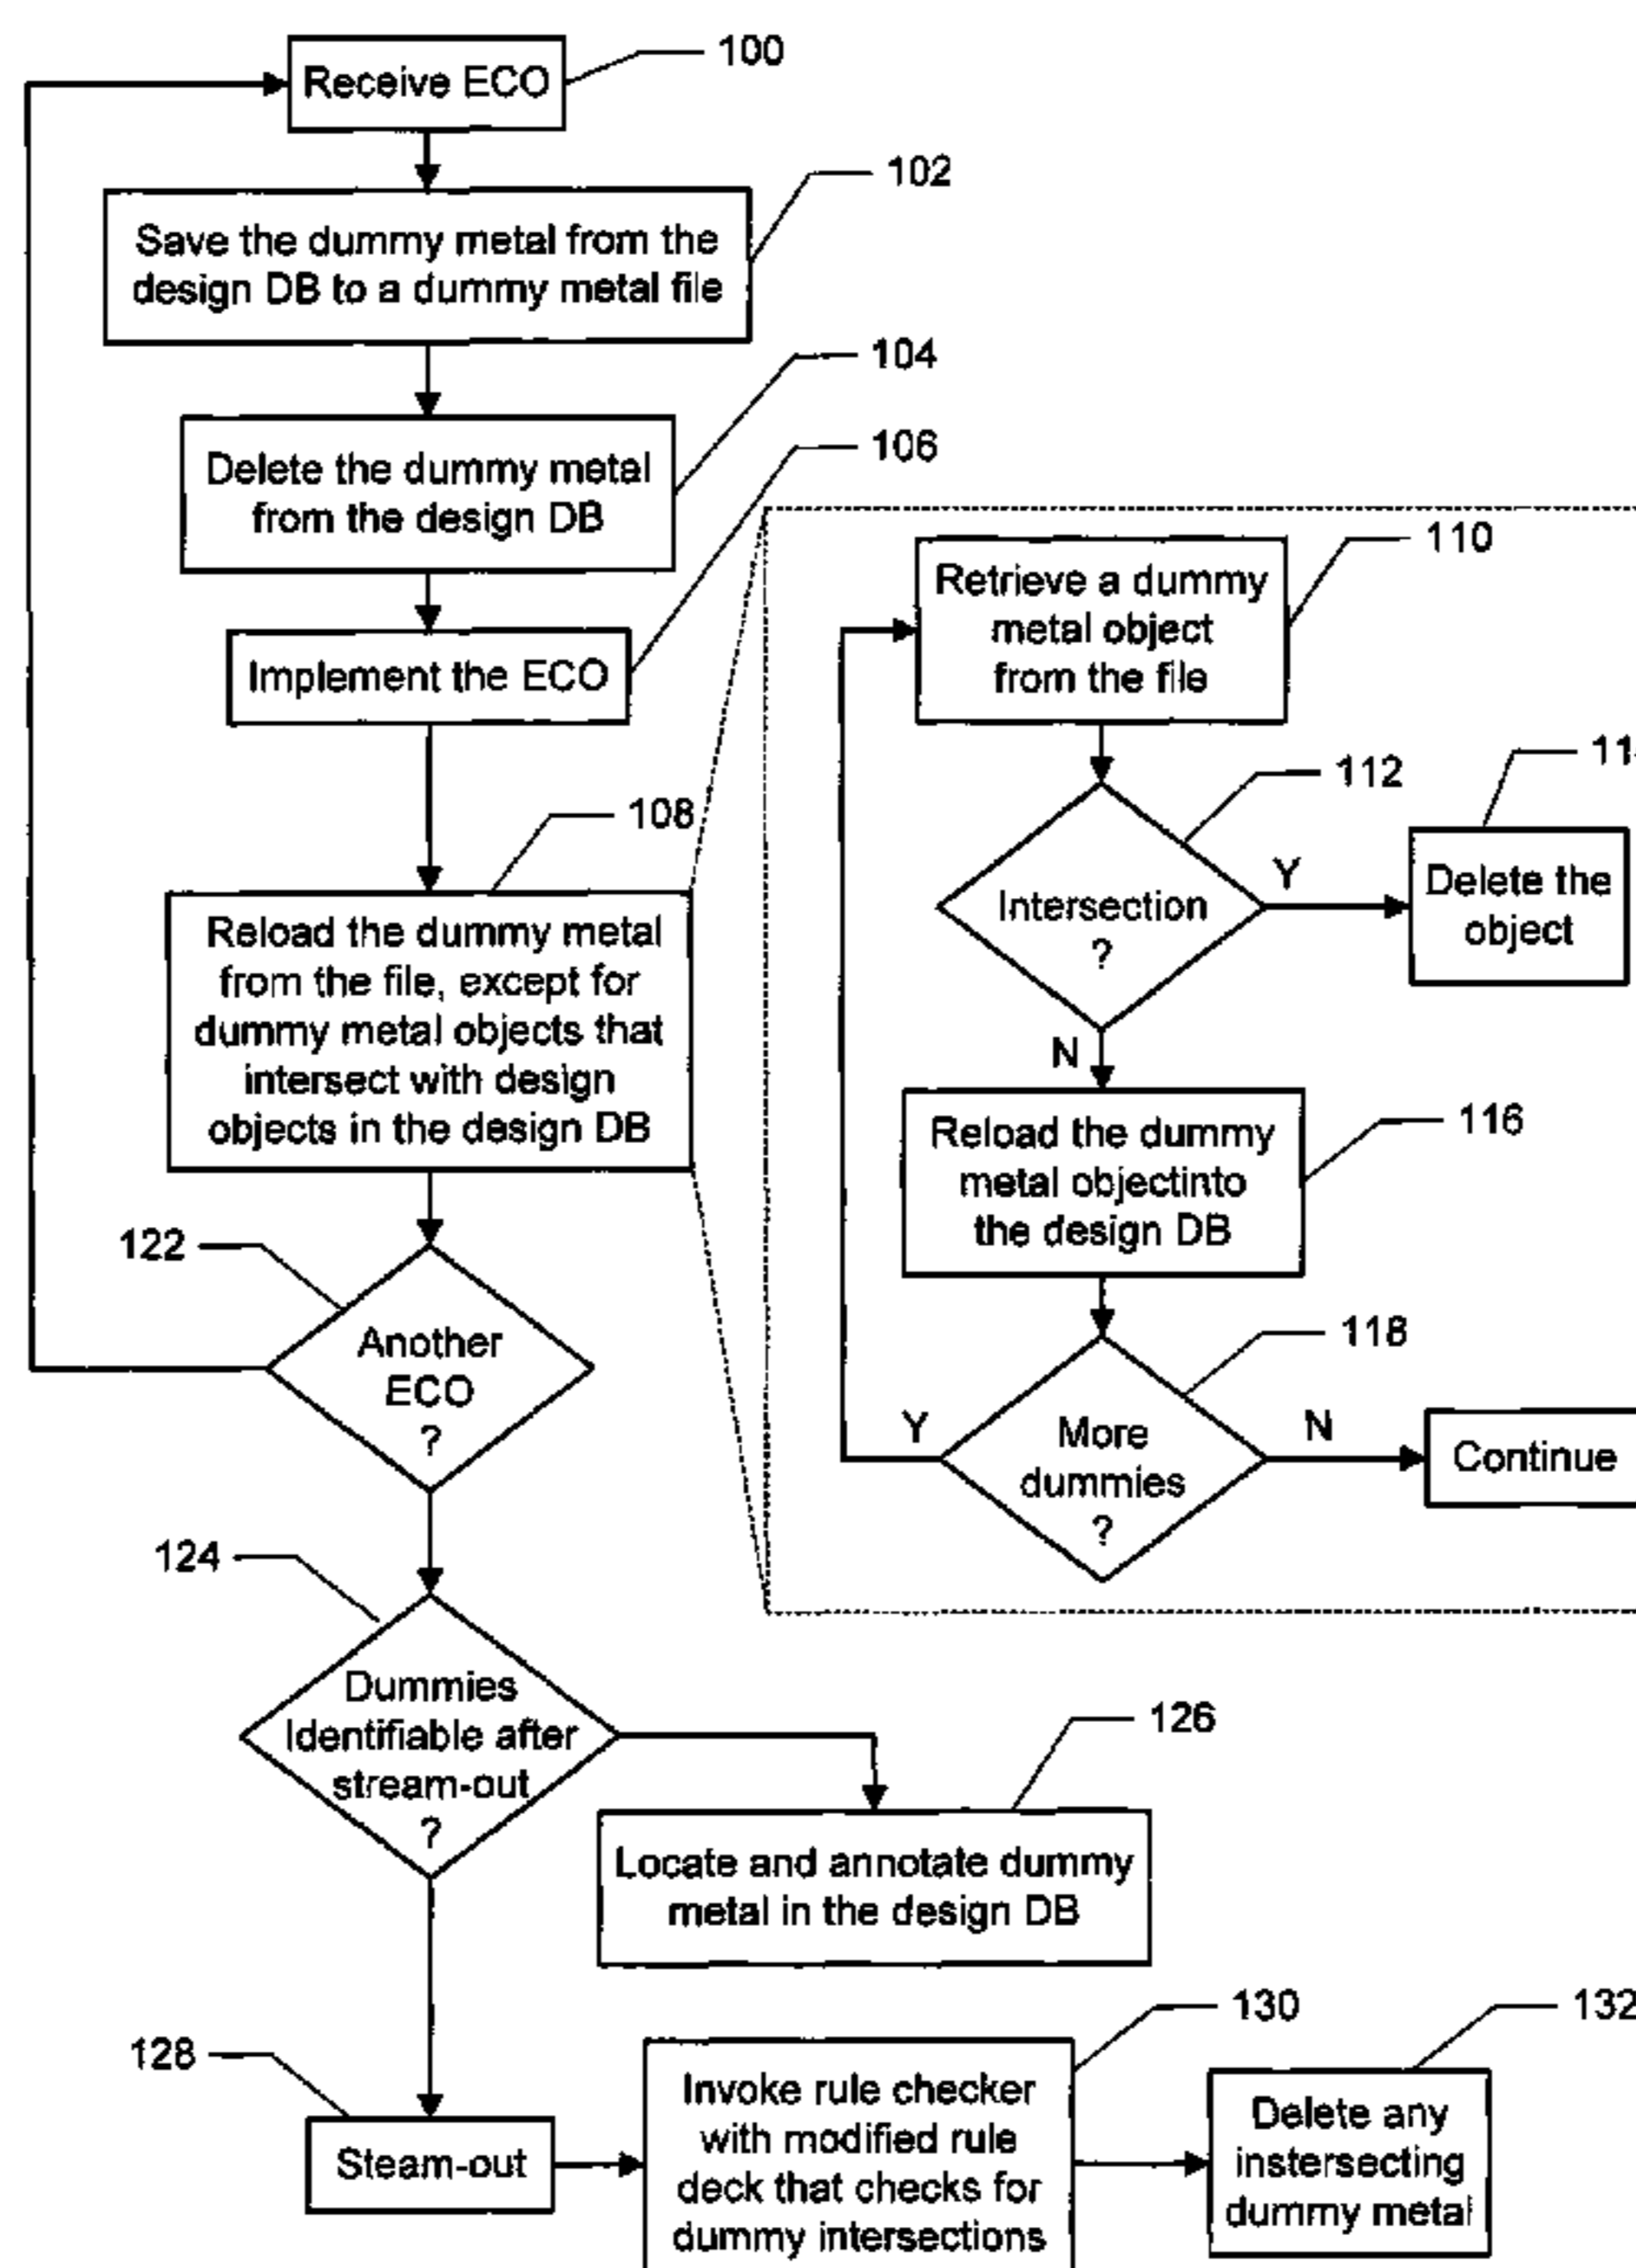 Receive ECO
100
Save the dummy metal from the
design DB to a dummy metal file
102
Delete the dummy metal
from the design DB
104
Implement the ECO
106
Reload the dummy metal
from the file, except for
dummy metal objects that
intersect with design
objects in the design DB
108
Retrieve a dummy
metal object
from the file
110
Intersection
?
112
Y
N
Delete the
object
Reload the dummy
metal objectinto
the design DB
116
More
dummies
?
118
Y
N
Continue
Another
ECO
?
122
Dummies
Identifiable after
stream-out
?
124
Locate and annotate dummy
metal in the design DB
126
Steam-out
128
Invoke rule checker
with modified rule
deck that checks for
dummy intersections
130
Delete any
instersecting
dummy metal
132